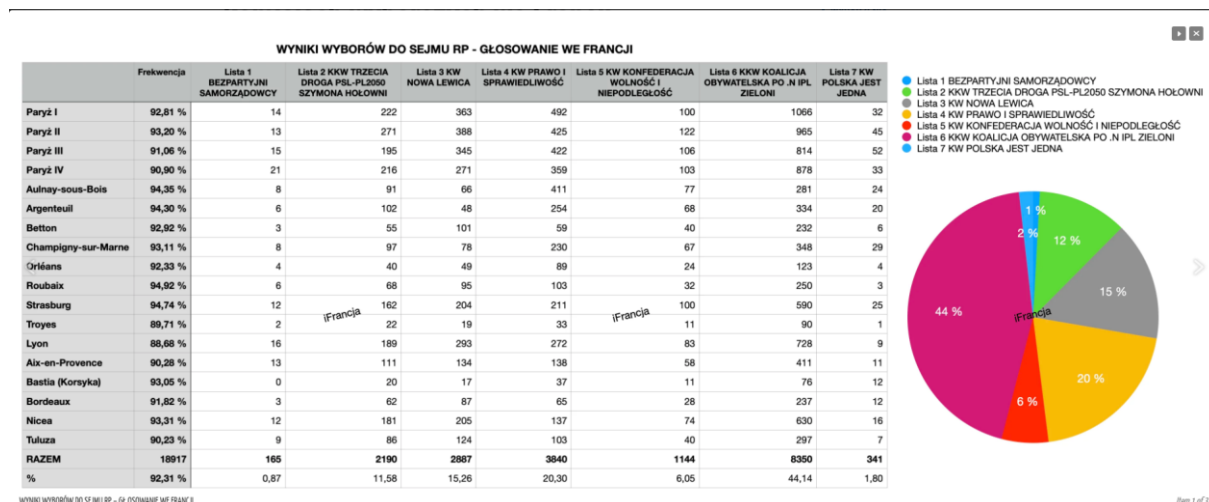 WYNIKI WYBORÓW DO SEJMU RP - GŁOSOWANIE WE FRANCJI
Frekwencja Lista 1 BEZPARTYJNI SAMORZĄDOWCY Lista 2 KKW TRZECIA DROGA PSL-PL2050 SZYMONA HOŁOWNI Lista 3 KW NOWA LEWICA Lista 4 KW PRAWO I SPRAWIEDLIWOŚĆ Lista 5 KW KONFEDERACJA WOLNOŚĆ I NIEPODLEGŁOŚĆ Lista 6 KKW KOALICJA OBYWATELSKA PO .N IPL ZIELONI Lista 7 KW POLSKA JEST JEDNA
Paryż I 92,81 % 14 222 363 492 100 1066 32
Paryż II 93,20 % 13 271 388 425 122 965 45
Paryż III 91,06 % 15 195 345 422 106 814 52
Paryż IV 90,90 % 21 216 271 359 103 878 33
Aulnay-sous-Bois 94,35 % 8 91 66 411 77 281 24
Argenteuil 94,30 % 6 102 48 254 68 334 20
Betton 92,92 % 3 55 101 59 40 232 6
Champigny-sur-Marne 93,11 % 8 97 78 230 67 348 29
Orléans 92,33 % 4 40 49 89 24 123 4
Roubaix 94,92 % 6 68 95 103 32 250 3
Strasburg 94,74 % 12 162 204 211 100 590 25
Troyes 89,71 % 2 22 19 33 11 90 1
Lyon 88,68 % 16 189 293 272 83 728 9
Aix-en-Provence 90,28 % 13 111 134 138 58 411 11
Bastia (Korsyka) 93,05 % 0 20 17 37 11 76 12
Bordeaux 91,82 % 3 62 87 65 28 237 12
Nicea 93,31 % 12 181 205 137 74 630 16
Tuluza 90,23 % 9 86 124 103 40 297 7
RAZEM 18917 165 2190 2887 3840 1144 8350 341
% 92,31 % 0,87 11,58 15,26 20,30 6,05 44,14 1,80
iFrancja
iFrancja
Lista 1 BEZPARTYJNI SAMORZĄDOWCY
Lista 2 KKW TRZECIA DROGA PSL-PL2050 SZYMONA HOŁOWNI
Lista 3 KW NOWA LEWICA
Lista 4 KW PRAWO I SPRAWIEDLIWOŚĆ
Lista 5 KW KONFEDERACJA WOLNOŚĆ I NIEPODLEGŁOŚĆ
Lista 6 KKW KOALICJA OBYWATELSKA PO .N IPL ZIELONI
Lista 7 KW POLSKA JEST JEDNA
1 %
2 %
12 %
15 %
44 %
iFrancja
20 %
6 %
WYNIKI WYBORÓW DO SEJMU RP – GŁOSOWANIE WE FRANCJI
Item 1 of 3